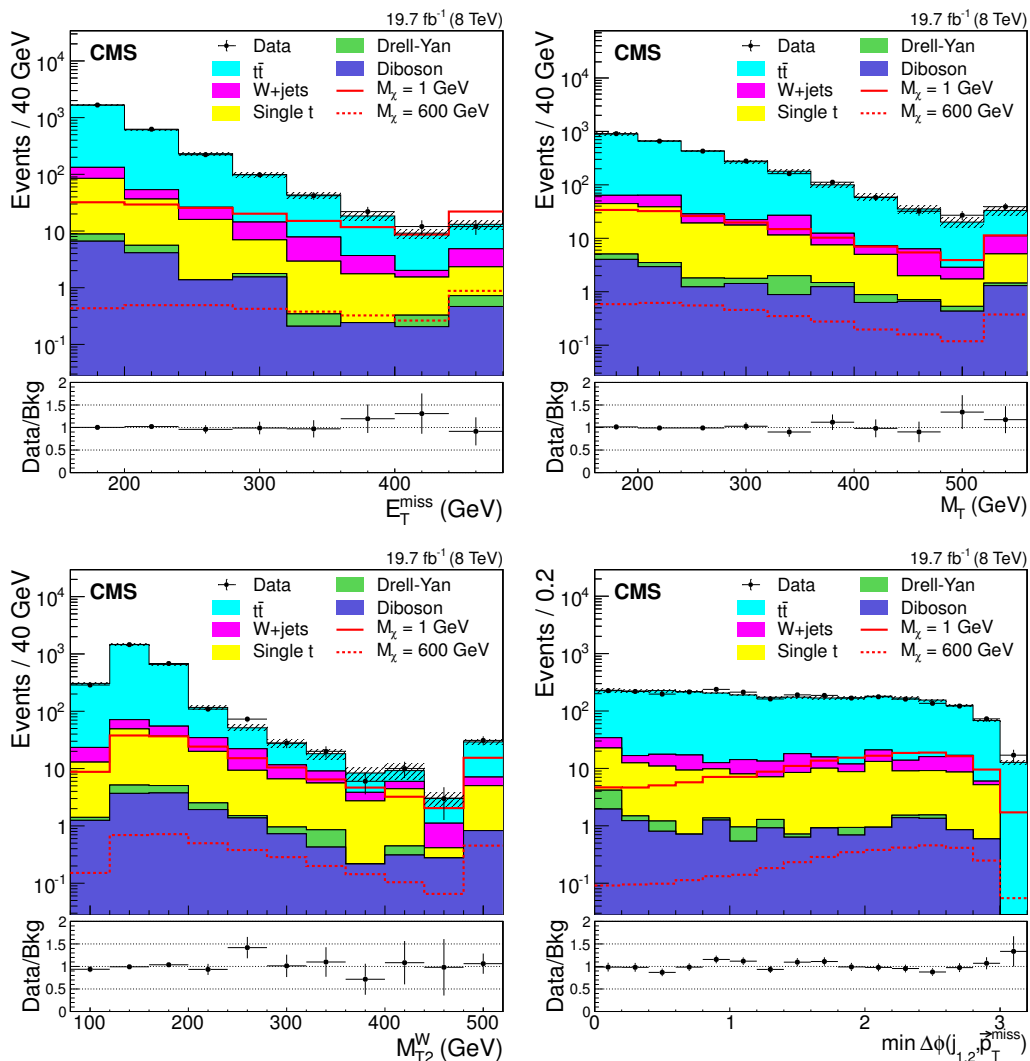 19.7 fb⁻¹ (8 TeV)
CMS
Data
tt̄
W+jets
Single t
Drell-Yan
Diboson
M_χ = 1 GeV
M_χ = 600 GeV
Events / 40 GeV
10³
10²
10
1
10⁻¹
Data/Bkg
2
1.5
1
0.5
0
200 300 400
E_T^miss (GeV)
19.7 fb⁻¹ (8 TeV)
CMS
Data
tt̄
W+jets
Single t
Drell-Yan
Diboson
M_χ = 1 GeV
M_χ = 600 GeV
Events / 40 GeV
10⁴
10³
10²
10
1
10⁻¹
Data/Bkg
2
1.5
1
0.5
0
200 300 400 500
M_T (GeV)
19.7 fb⁻¹ (8 TeV)
CMS
Data
tt̄
W+jets
Single t
Drell-Yan
Diboson
M_χ = 1 GeV
M_χ = 600 GeV
Events / 40 GeV
10⁴
10³
10²
10
1
10⁻¹
Data/Bkg
2
1.5
1
0.5
0
100 200 300 400 500
M_T2^W (GeV)
19.7 fb⁻¹ (8 TeV)
CMS
Data
tt̄
W+jets
Single t
Drell-Yan
Diboson
M_χ = 1 GeV
M_χ = 600 GeV
Events / 0.2
10⁴
10³
10²
10
1
10⁻¹
Data/Bkg
2
1.5
1
0.5
0
0 1 2 3
min Δϕ(j_1,2, p⃗_T^miss)